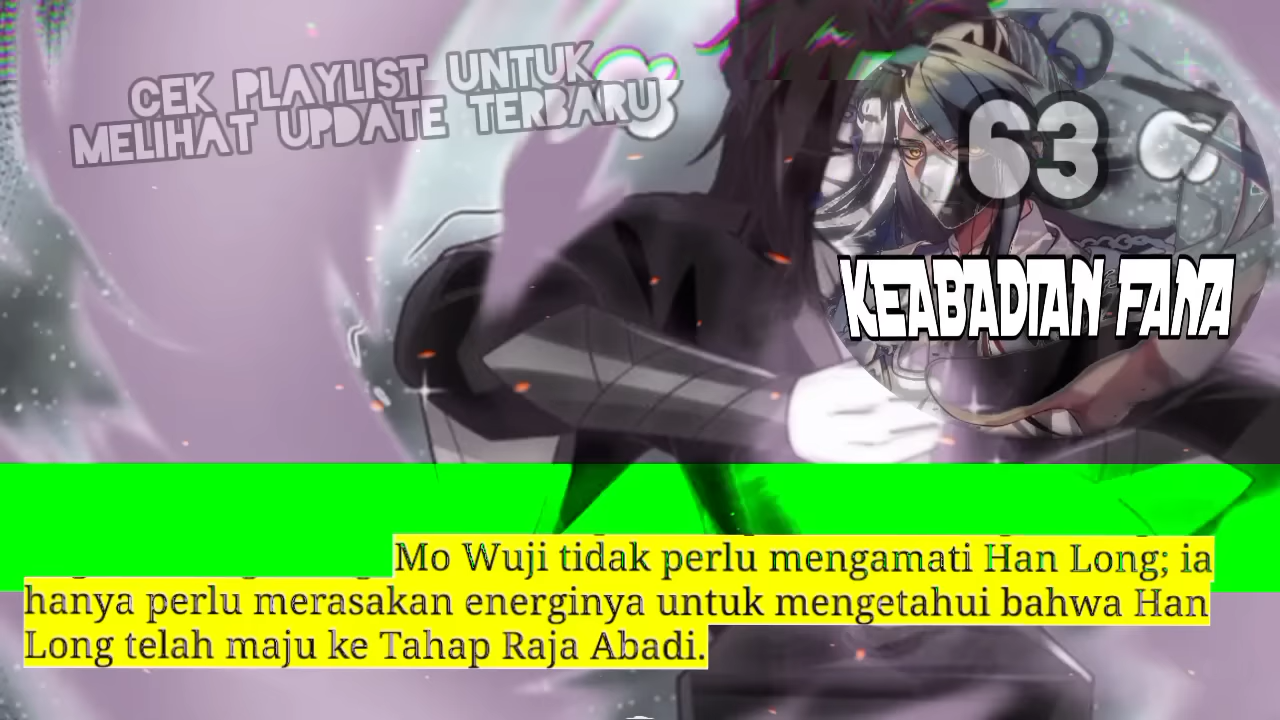 CEK PLAYLIST UNTUK
MELIHAT UPDATE TERBARU
63
KEABADIAN FANA
Mo Wuji tidak perlu mengamati Han Long; ia
hanya perlu merasakan energinya untuk mengetahui bahwa Han
Long telah maju ke Tahap Raja Abadi.